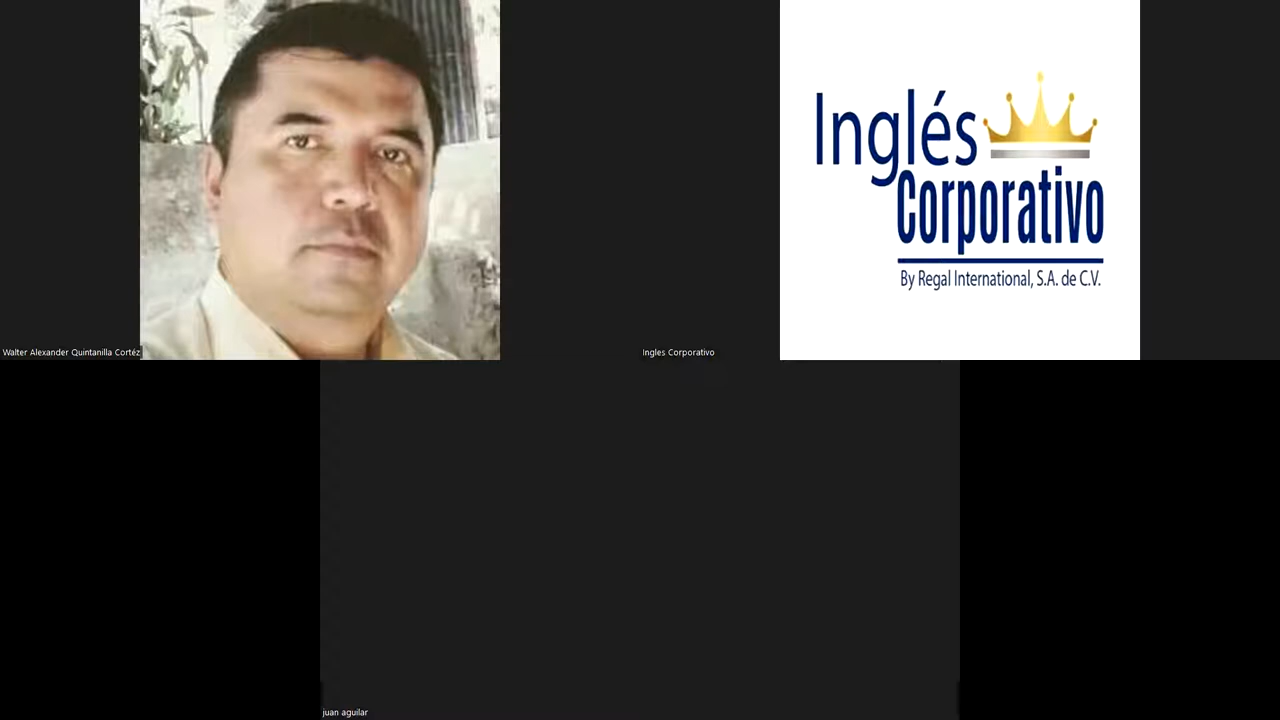 Inglés
Corporativo
By Regal International, S.A. de C.V.
Walter Alexander Quintanilla Cortéz
Ingles Corporativo
juan aguilar